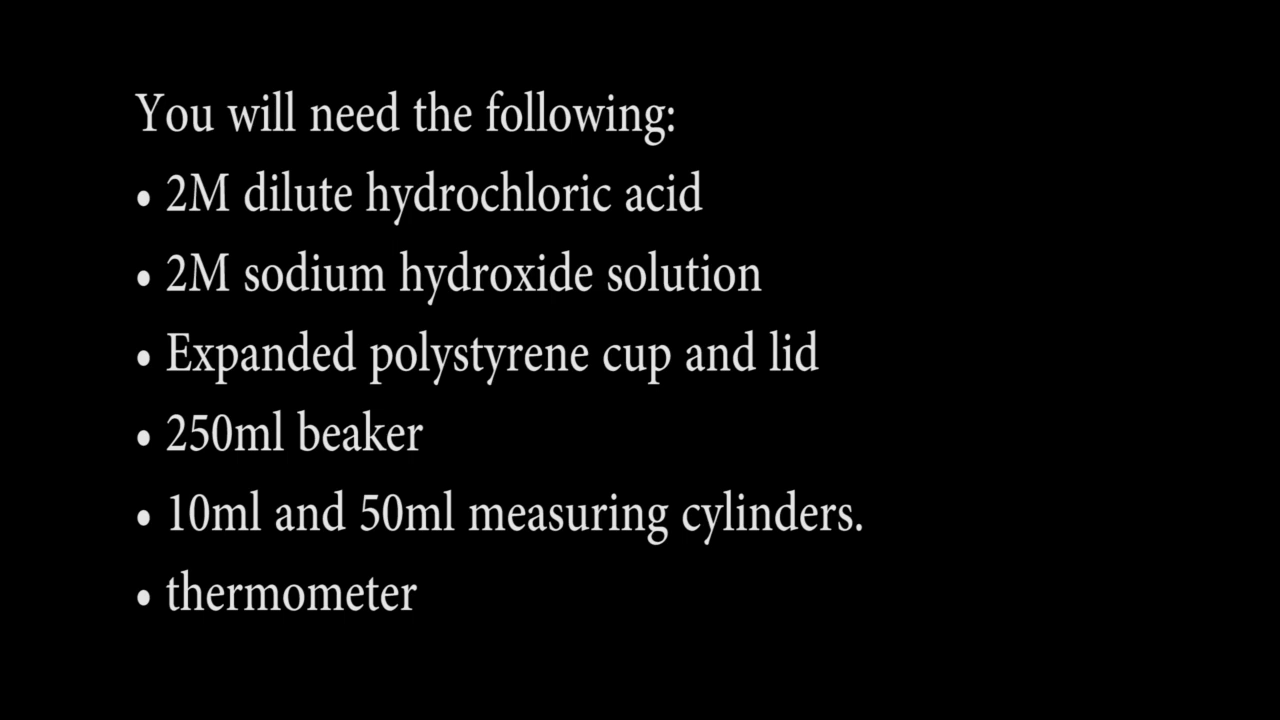 You will need the following:
• 2M dilute hydrochloric acid
• 2M sodium hydroxide solution
• Expanded polystyrene cup and lid
• 250ml beaker
• 10ml and 50ml measuring cylinders.
• thermometer